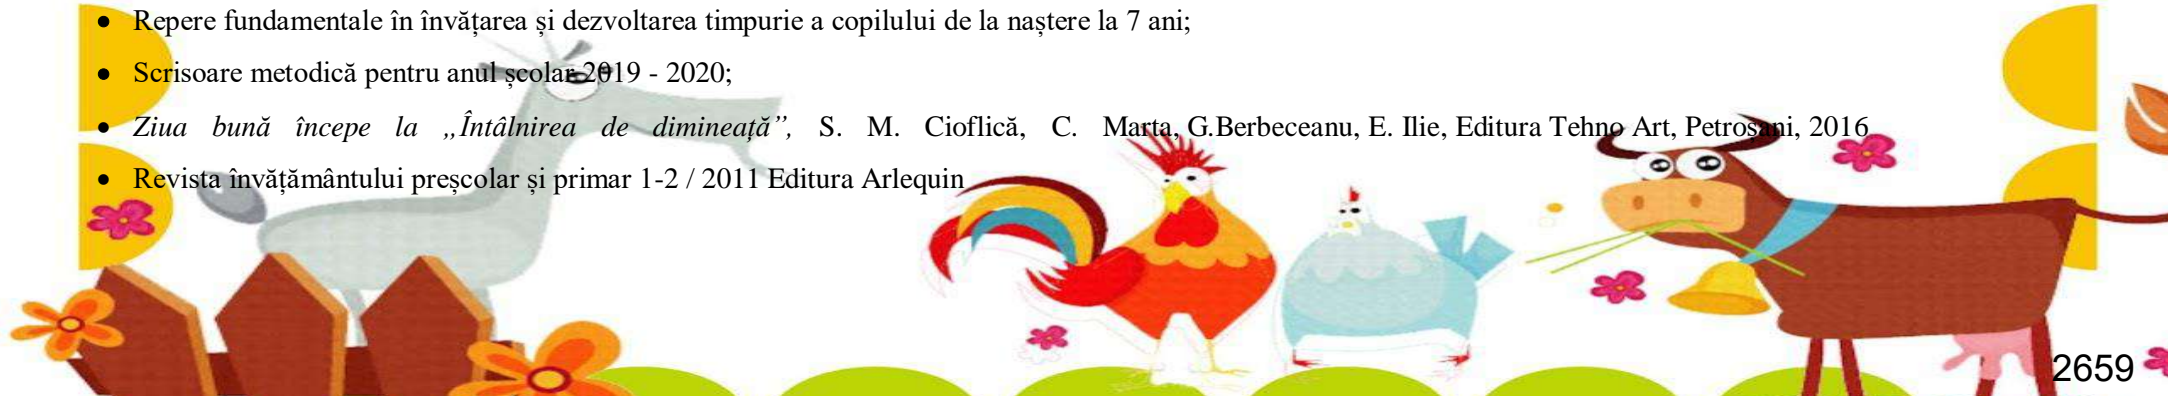 • Repere fundamentale în învățarea și dezvoltarea timpurie a copilului de la naștere la 7 ani;
• Scrisoare metodică pentru anul școlar 2019 - 2020;
• Ziua bună începe la „Întâlnirea de dimineață”, S. M. Cioflică, C. Marta, G.Berbeceanu, E. Ilie, Editura Tehno Art, Petroșani, 2016
• Revista învățământului preșcolar și primar 1-2 / 2011 Editura Arlequin
2659